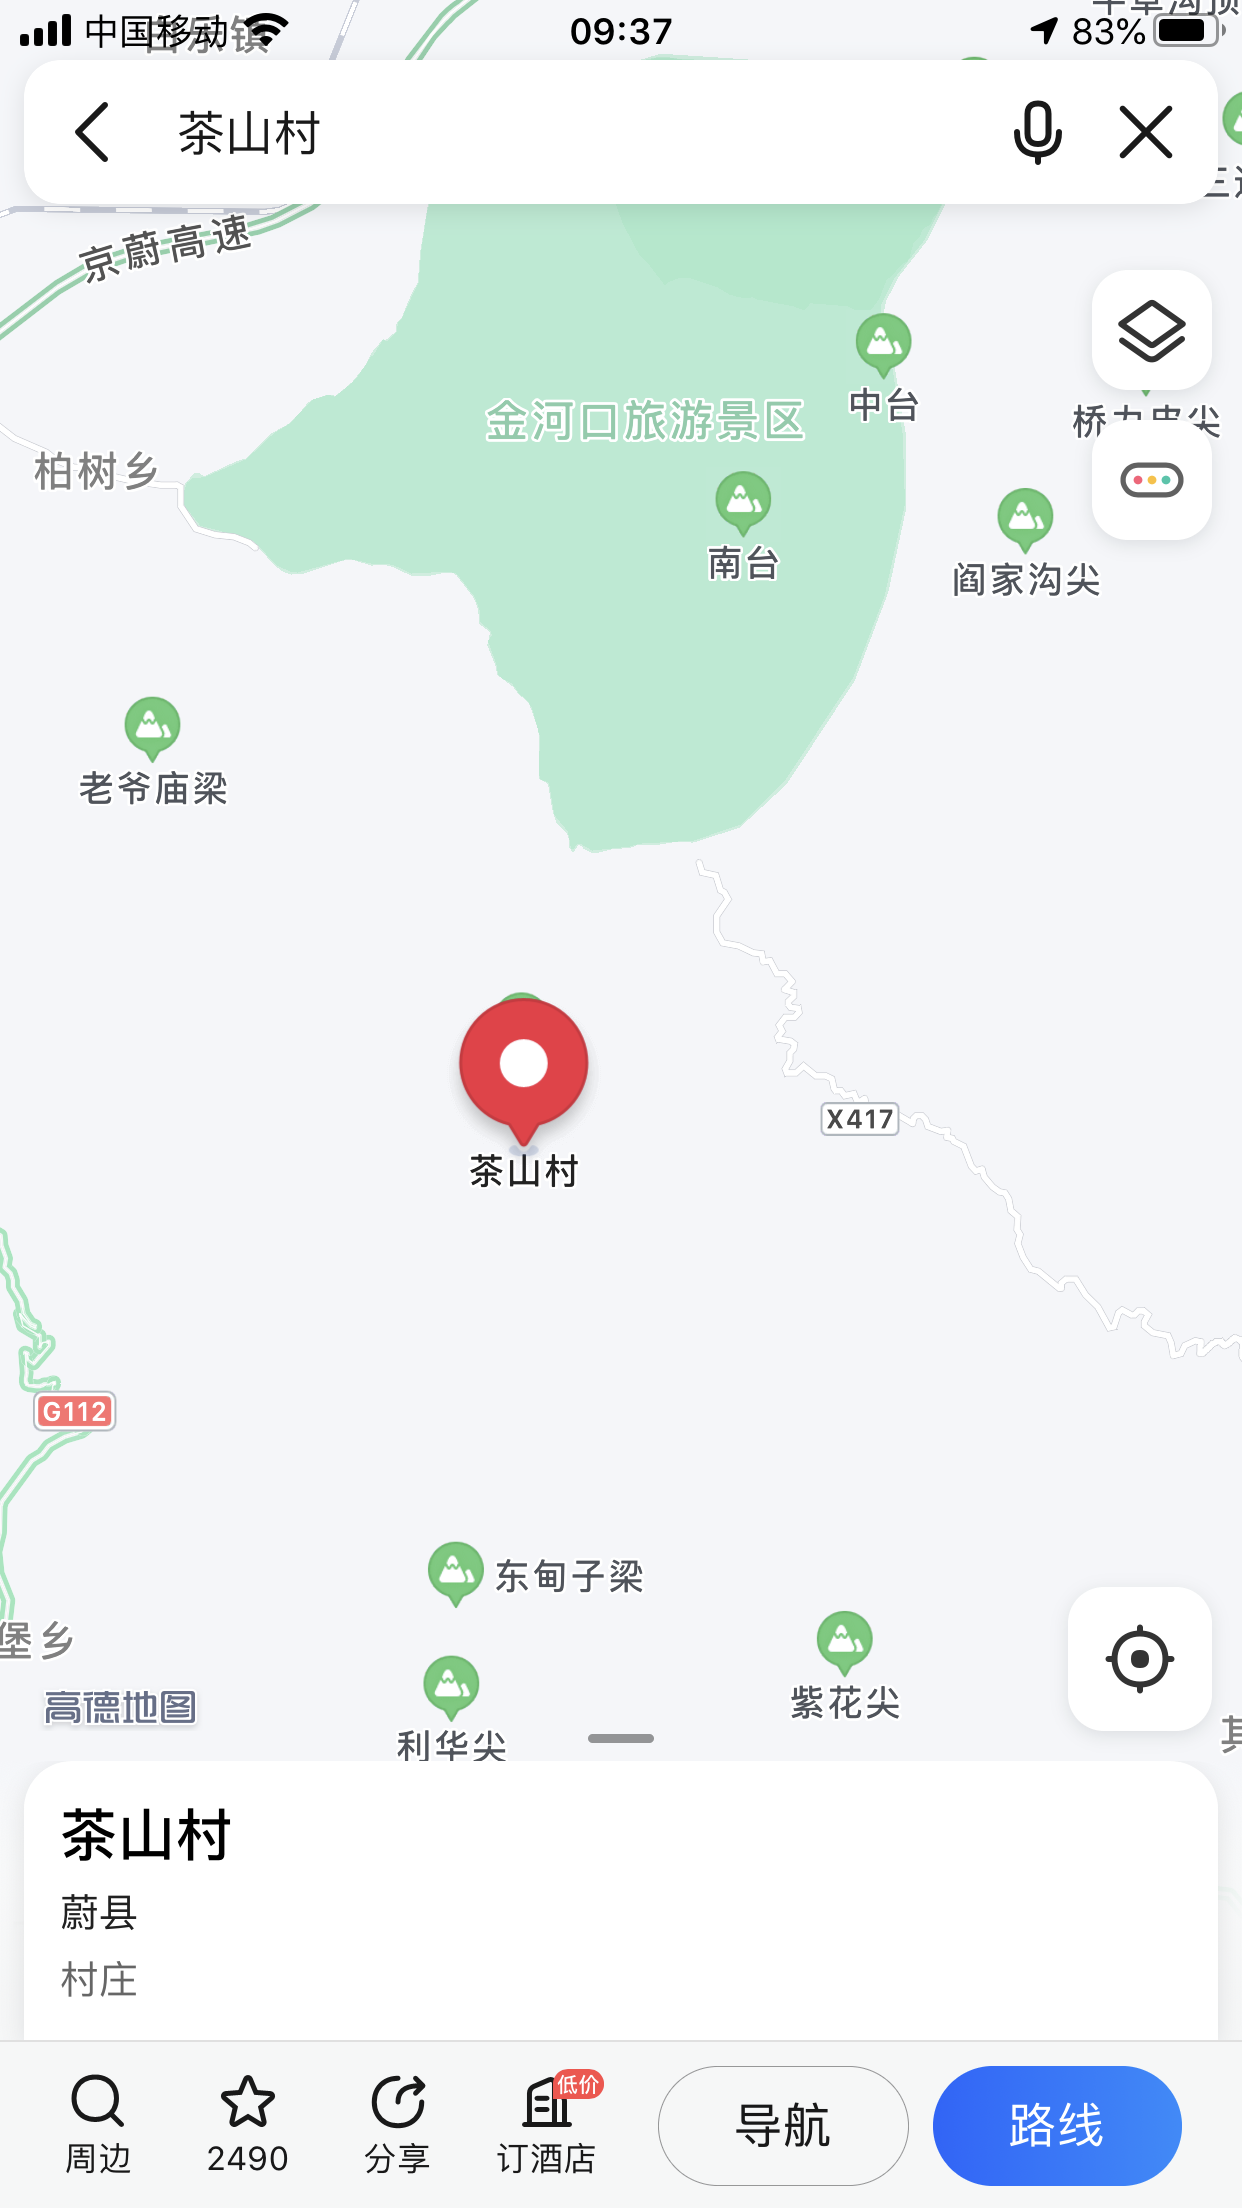 中国移动
09:37
83%
茶山村
京蔚高速
金河口旅游景区
中台
柏树乡
南台
阎家沟尖
老爷庙梁
X417
茶山村
G112
东甸子梁
堡乡
紫花尖
高德地图
利华尖
茶山村
蔚县
村庄
低价
周边
2490
分享
订酒店
导航
路线